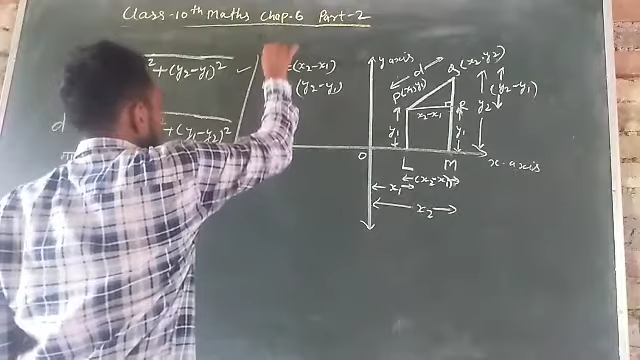 Class-10th Maths Chap-6 Part-2
² + (y₂-y₁)² ✓
= (x₂-x₁)
(y₂-y₁)
d
² + (y₁-y₂)²
y axis
d
Q(x₂,y₂)
P(x₁,y₁)
(y₂-y₁)
y₂
R
x₂-x₁
y₁
y₁
O
L
M
x-axis
(x₂-x₁)
x₁
x₂